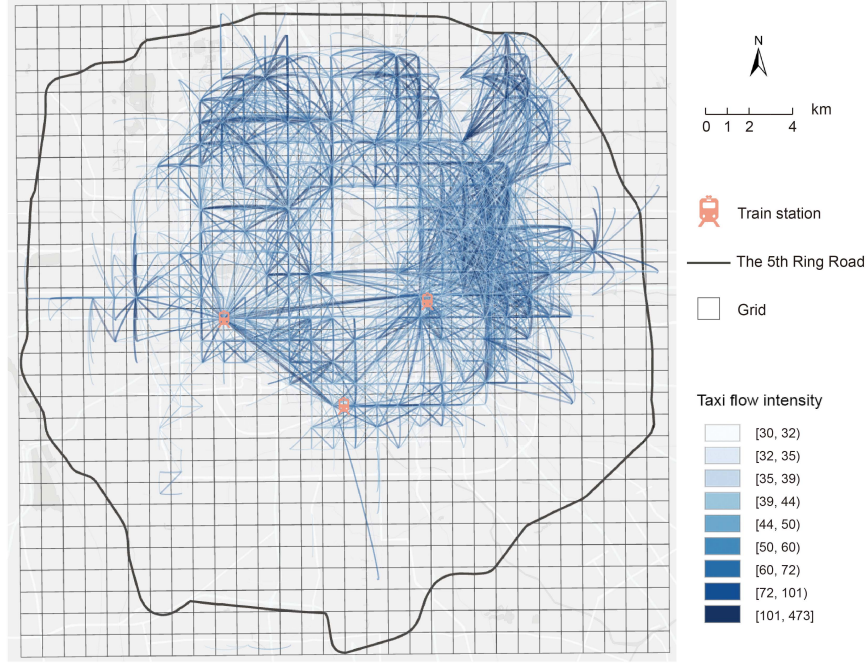 N
km
0 1 2 4
Train station
The 5th Ring Road
Grid
Taxi flow intensity
[30, 32)
[32, 35)
[35, 39)
[39, 44)
[44, 50)
[50, 60)
[60, 72)
[72, 101)
[101, 473]